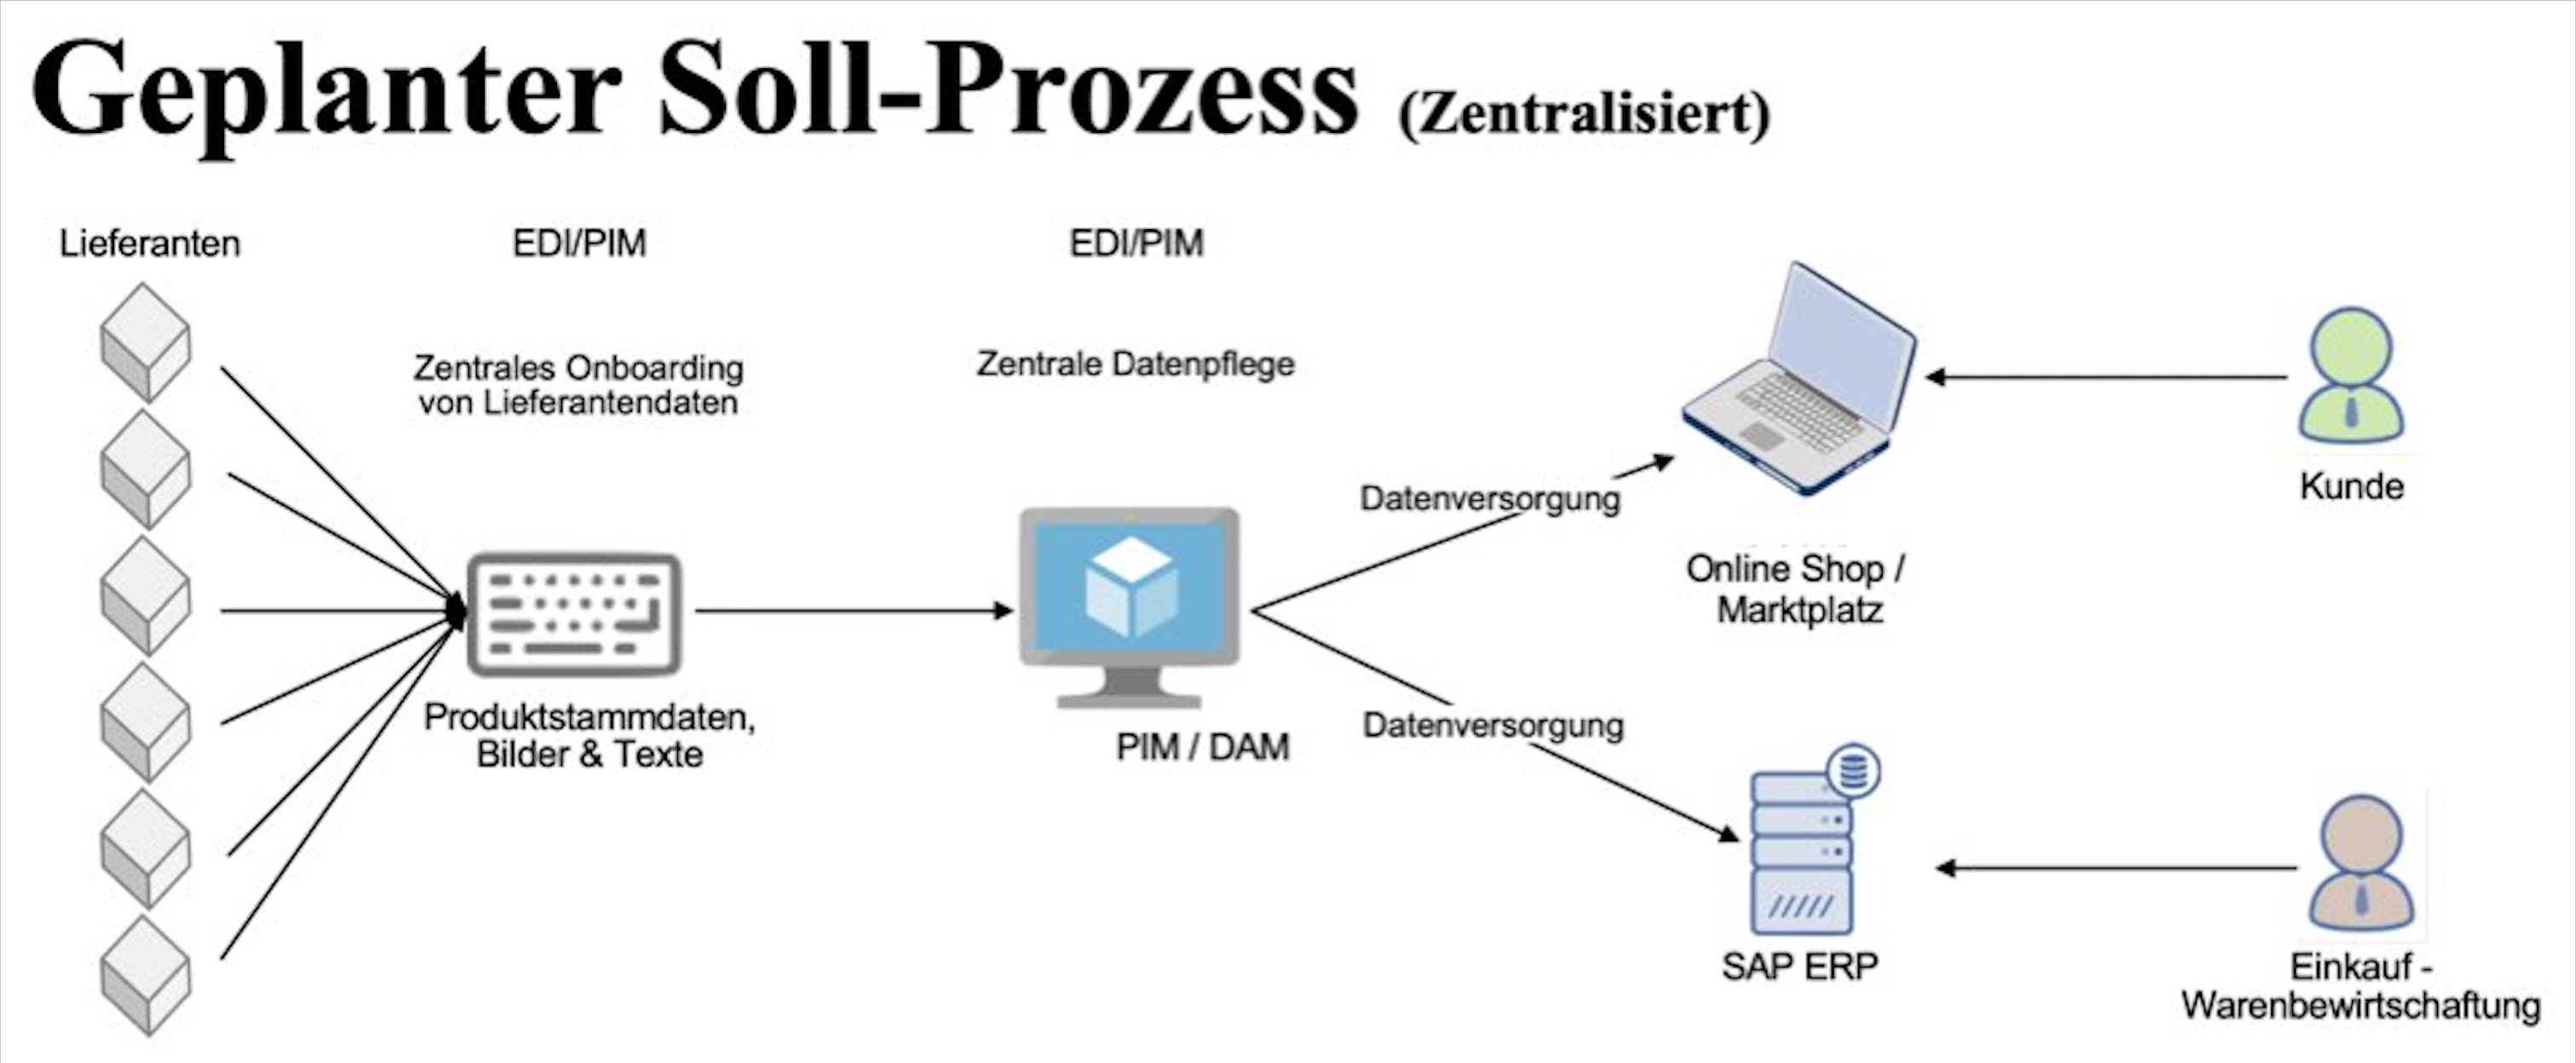 Geplanter Soll-Prozess (Zentralisiert)
Lieferanten
EDI/PIM
EDI/PIM
Zentrales Onboarding
von Lieferantendaten
Zentrale Datenpflege
Datenversorgung
Kunde
Online Shop /
Marktplatz
Produktstammdaten,
Bilder & Texte
PIM / DAM
Datenversorgung
SAP ERP
Einkauf -
Warenbewirtschaftung